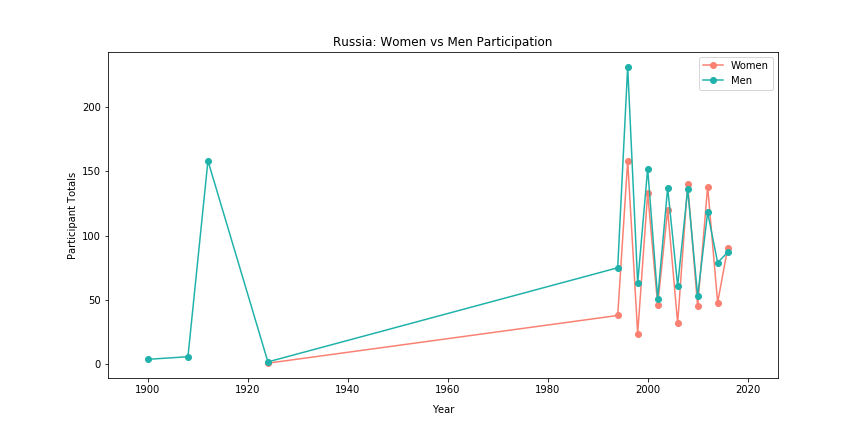 Russia: Women vs Men Participation
Women
Men
200
150
100
50
0
Participant Totals
1900
1920
1940
1960
1980
2000
2020
Year